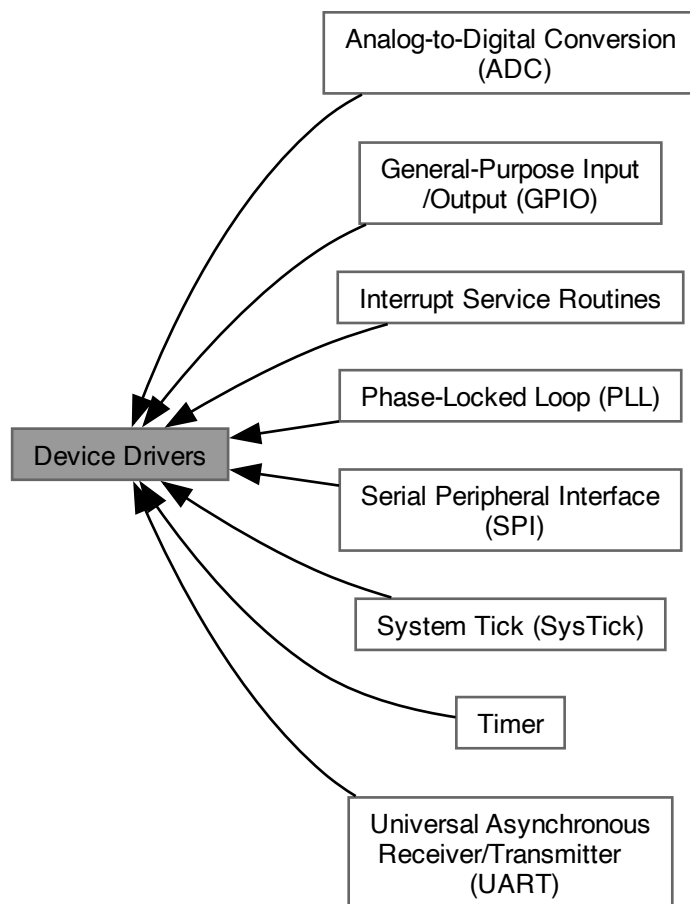 Analog-to-Digital Conversion
(ADC)
General-Purpose Input
/Output (GPIO)
Interrupt Service Routines
Phase-Locked Loop (PLL)
Device Drivers
Serial Peripheral Interface
(SPI)
System Tick (SysTick)
Timer
Universal Asynchronous
Receiver/Transmitter
(UART)